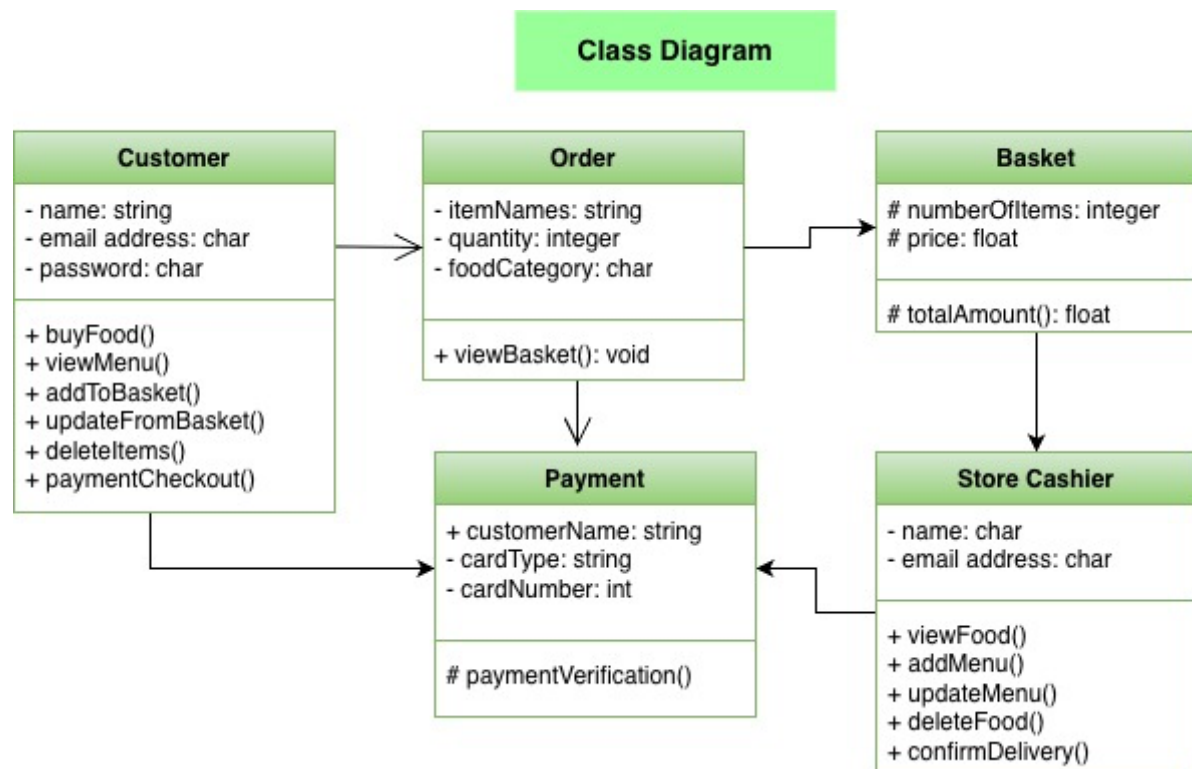 Class Diagram
Customer
- name: string
- email address: char
- password: char
+ buyFood()
+ viewMenu()
+ addToBasket()
+ updateFromBasket()
+ deleteItems()
+ paymentCheckout()
Order
- itemNames: string
- quantity: integer
- foodCategory: char
+ viewBasket(): void
Basket
# numberOfItems: integer
# price: float
# totalAmount(): float
Payment
+ customerName: string
- cardType: string
- cardNumber: int
# paymentVerification()
Store Cashier
- name: char
- email address: char
+ viewFood()
+ addMenu()
+ updateMenu()
+ deleteFood()
+ confirmDelivery()